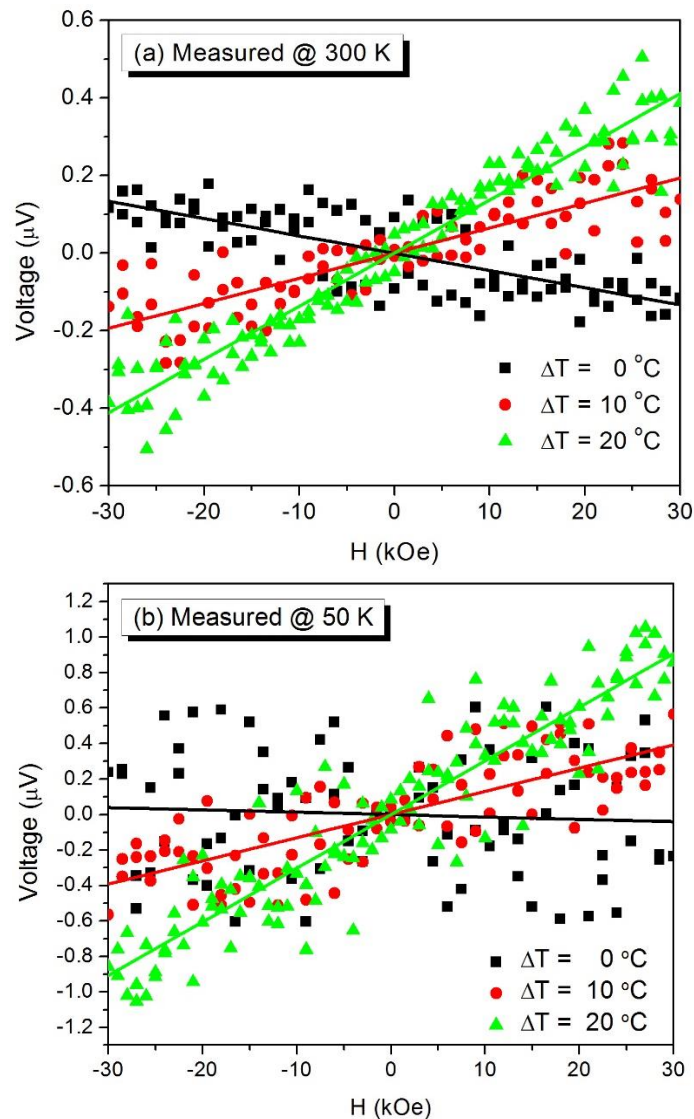 (a) Measured @ 300 K
0.6
0.4
0.2
0.0
-0.2
-0.4
-0.6
Voltage (μV)
ΔT = 0 °C
ΔT = 10 °C
ΔT = 20 °C
-30 -20 -10 0 10 20 30
H (kOe)
(b) Measured @ 50 K
1.2
1.0
0.8
0.6
0.4
0.2
0.0
-0.2
-0.4
-0.6
-0.8
-1.0
-1.2
Voltage (μV)
ΔT = 0 °C
ΔT = 10 °C
ΔT = 20 °C
-30 -20 -10 0 10 20 30
H (kOe)